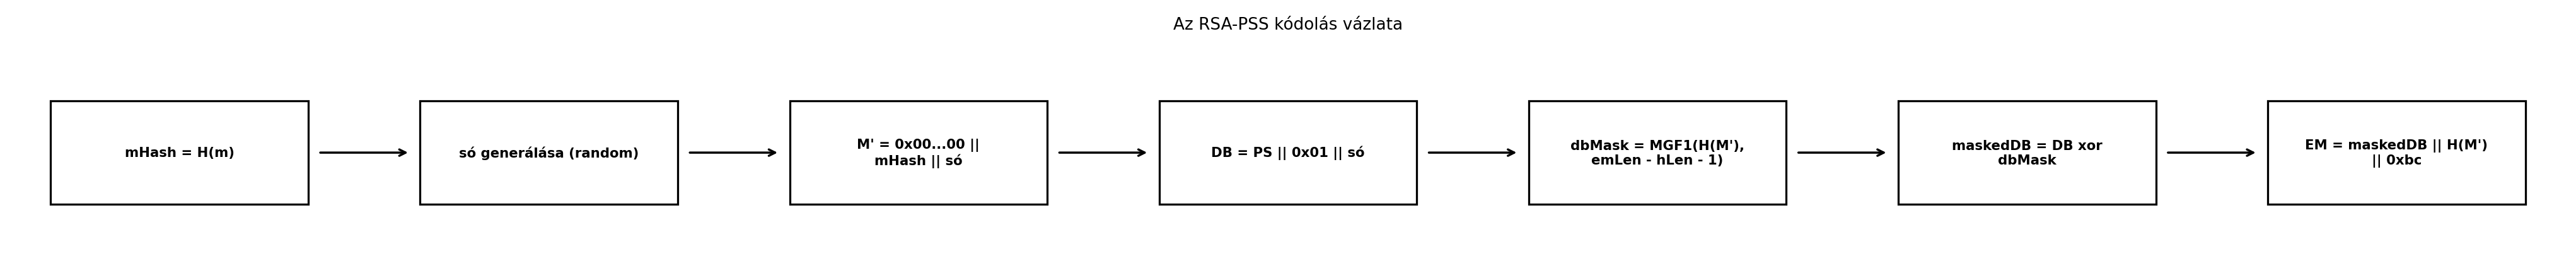 Az RSA-PSS kódolás vázlata
mHash = H(m)
só generálása (random)
M' = 0x00...00 ||
mHash || só
DB = PS || 0x01 || só
dbMask = MGF1(H(M'),
emLen - hLen - 1)
maskedDB = DB xor
dbMask
EM = maskedDB || H(M')
|| 0xbc